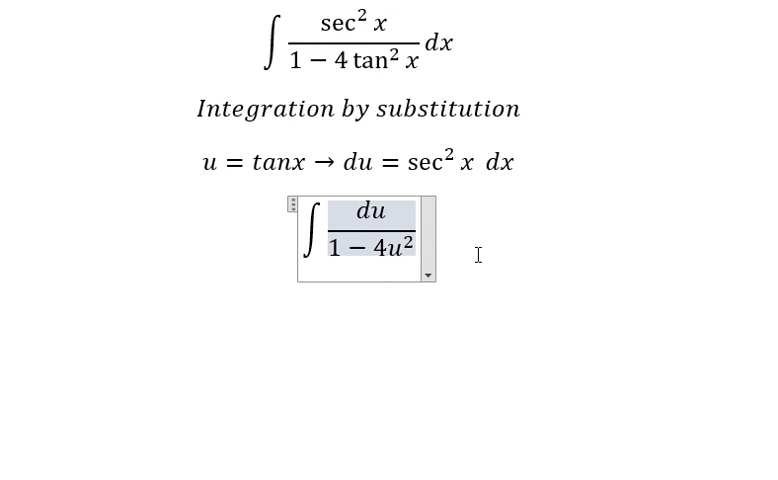 ∫ sec² x / (1 − 4 tan² x) dx
Integration by substitution
u = tanx → du = sec² x dx
∫ du / (1 − 4u²)